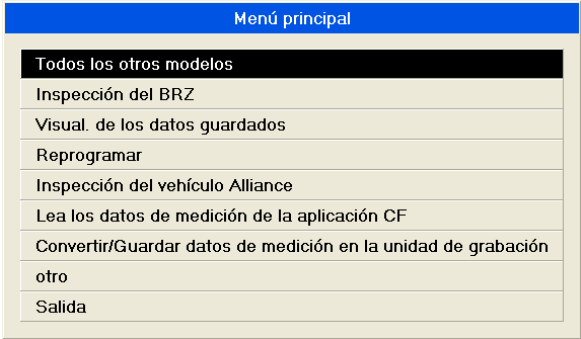 Menú principal
Todos los otros modelos
Inspección del BRZ
Visual. de los datos guardados
Reprogramar
Inspección del vehículo Alliance
Lea los datos de medición de la aplicación CF
Convertir/Guardar datos de medición en la unidad de grabación
otro
Salida